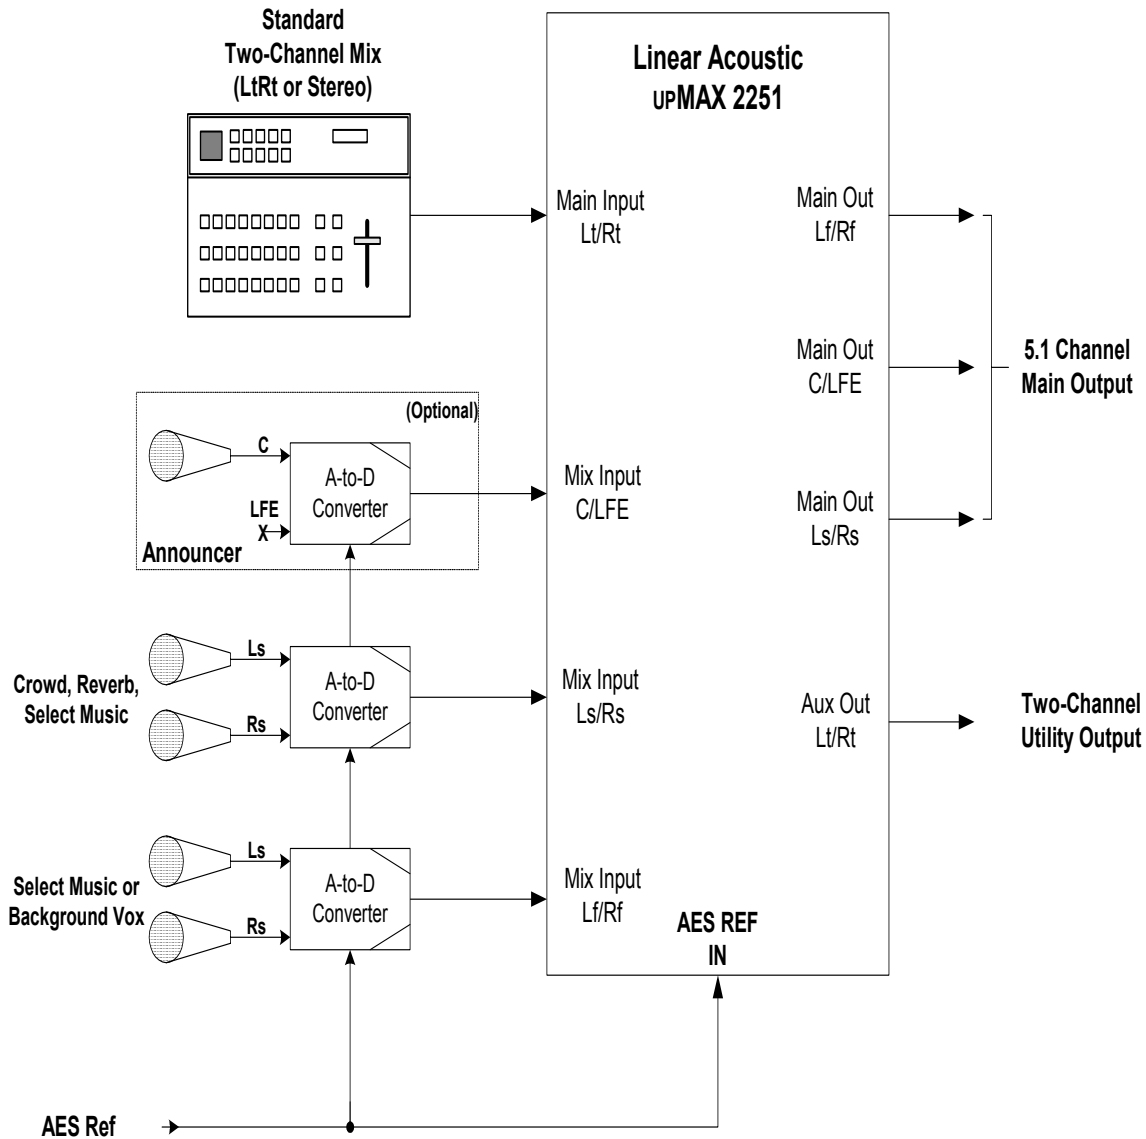 Standard
Two-Channel Mix
(LtRt or Stereo)
Linear Acoustic
UPMAX 2251
Main Input
Lt/Rt
Main Out
Lf/Rf
Main Out
C/LFE
5.1 Channel
Main Output
(Optional)
C
A-to-D
Converter
LFE
X
Announcer
Mix Input
C/LFE
Main Out
Ls/Rs
Crowd, Reverb,
Select Music
Ls
Rs
A-to-D
Converter
Mix Input
Ls/Rs
Aux Out
Lt/Rt
Two-Channel
Utility Output
Select Music or
Background Vox
Ls
Rs
A-to-D
Converter
Mix Input
Lf/Rf
AES REF
IN
AES Ref